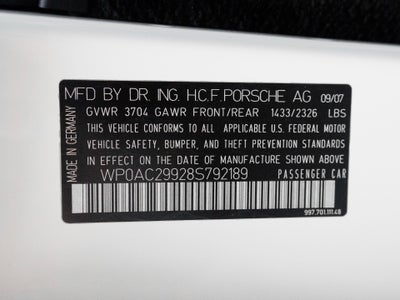 MFD BY DR. ING. H.C.F. PORSCHE AG 09/07
GVWR 3704 GAWR FRONT/REAR 1433/2326 LBS
THIS CAR CONFORMS TO ALL APPLICABLE U.S. FEDERAL MOTOR
VEHICLE SAFETY, BUMPER, AND THEFT PREVENTION STANDARDS
IN EFFECT ON THE DATE OF MANUFACTURE SHOWN ABOVE.
WP0AC29928S792189 PASSENGER CAR
997.701.111.48
MADE IN GERMANY